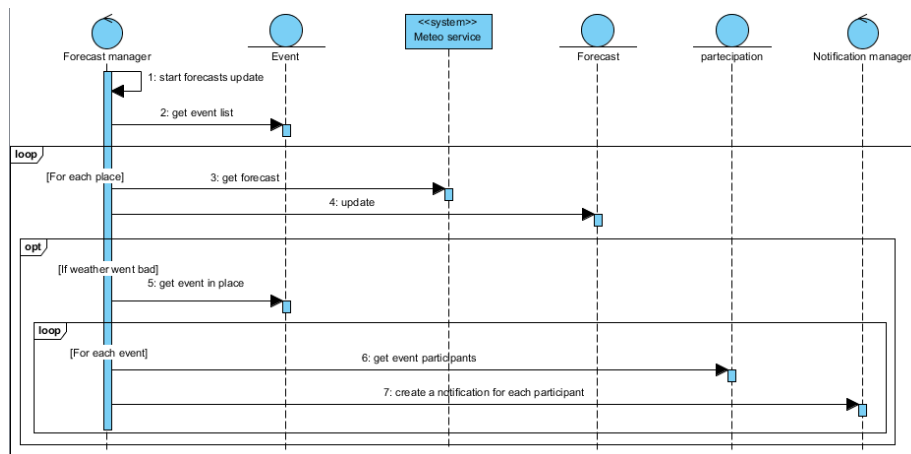 <<system>>
Meteo service
Forecast manager
Event
Forecast
partecipation
Notification manager
1: start forecasts update
2: get event list
loop
[For each place]
3: get forecast
4: update
opt
[If weather went bad]
5: get event in place
loop
[For each event]
6: get event participants
7: create a notification for each participant